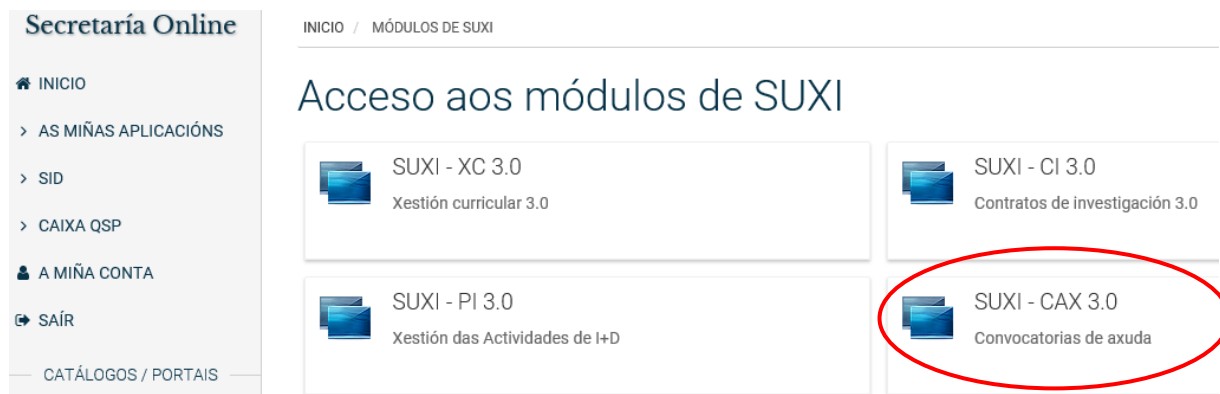 Secretaría Online
INICIO
AS MIÑAS APLICACIÓNS
SID
CAIXA QSP
A MIÑA CONTA
SAÍR
CATÁLOGOS / PORTAIS
INICIO / MÓDULOS DE SUXI
Acceso aos módulos de SUXI
SUXI - XC 3.0
Xestión curricular 3.0
SUXI - CI 3.0
Contratos de investigación 3.0
SUXI - PI 3.0
Xestión das Actividades de I+D
SUXI - CAX 3.0
Convocatorias de axuda